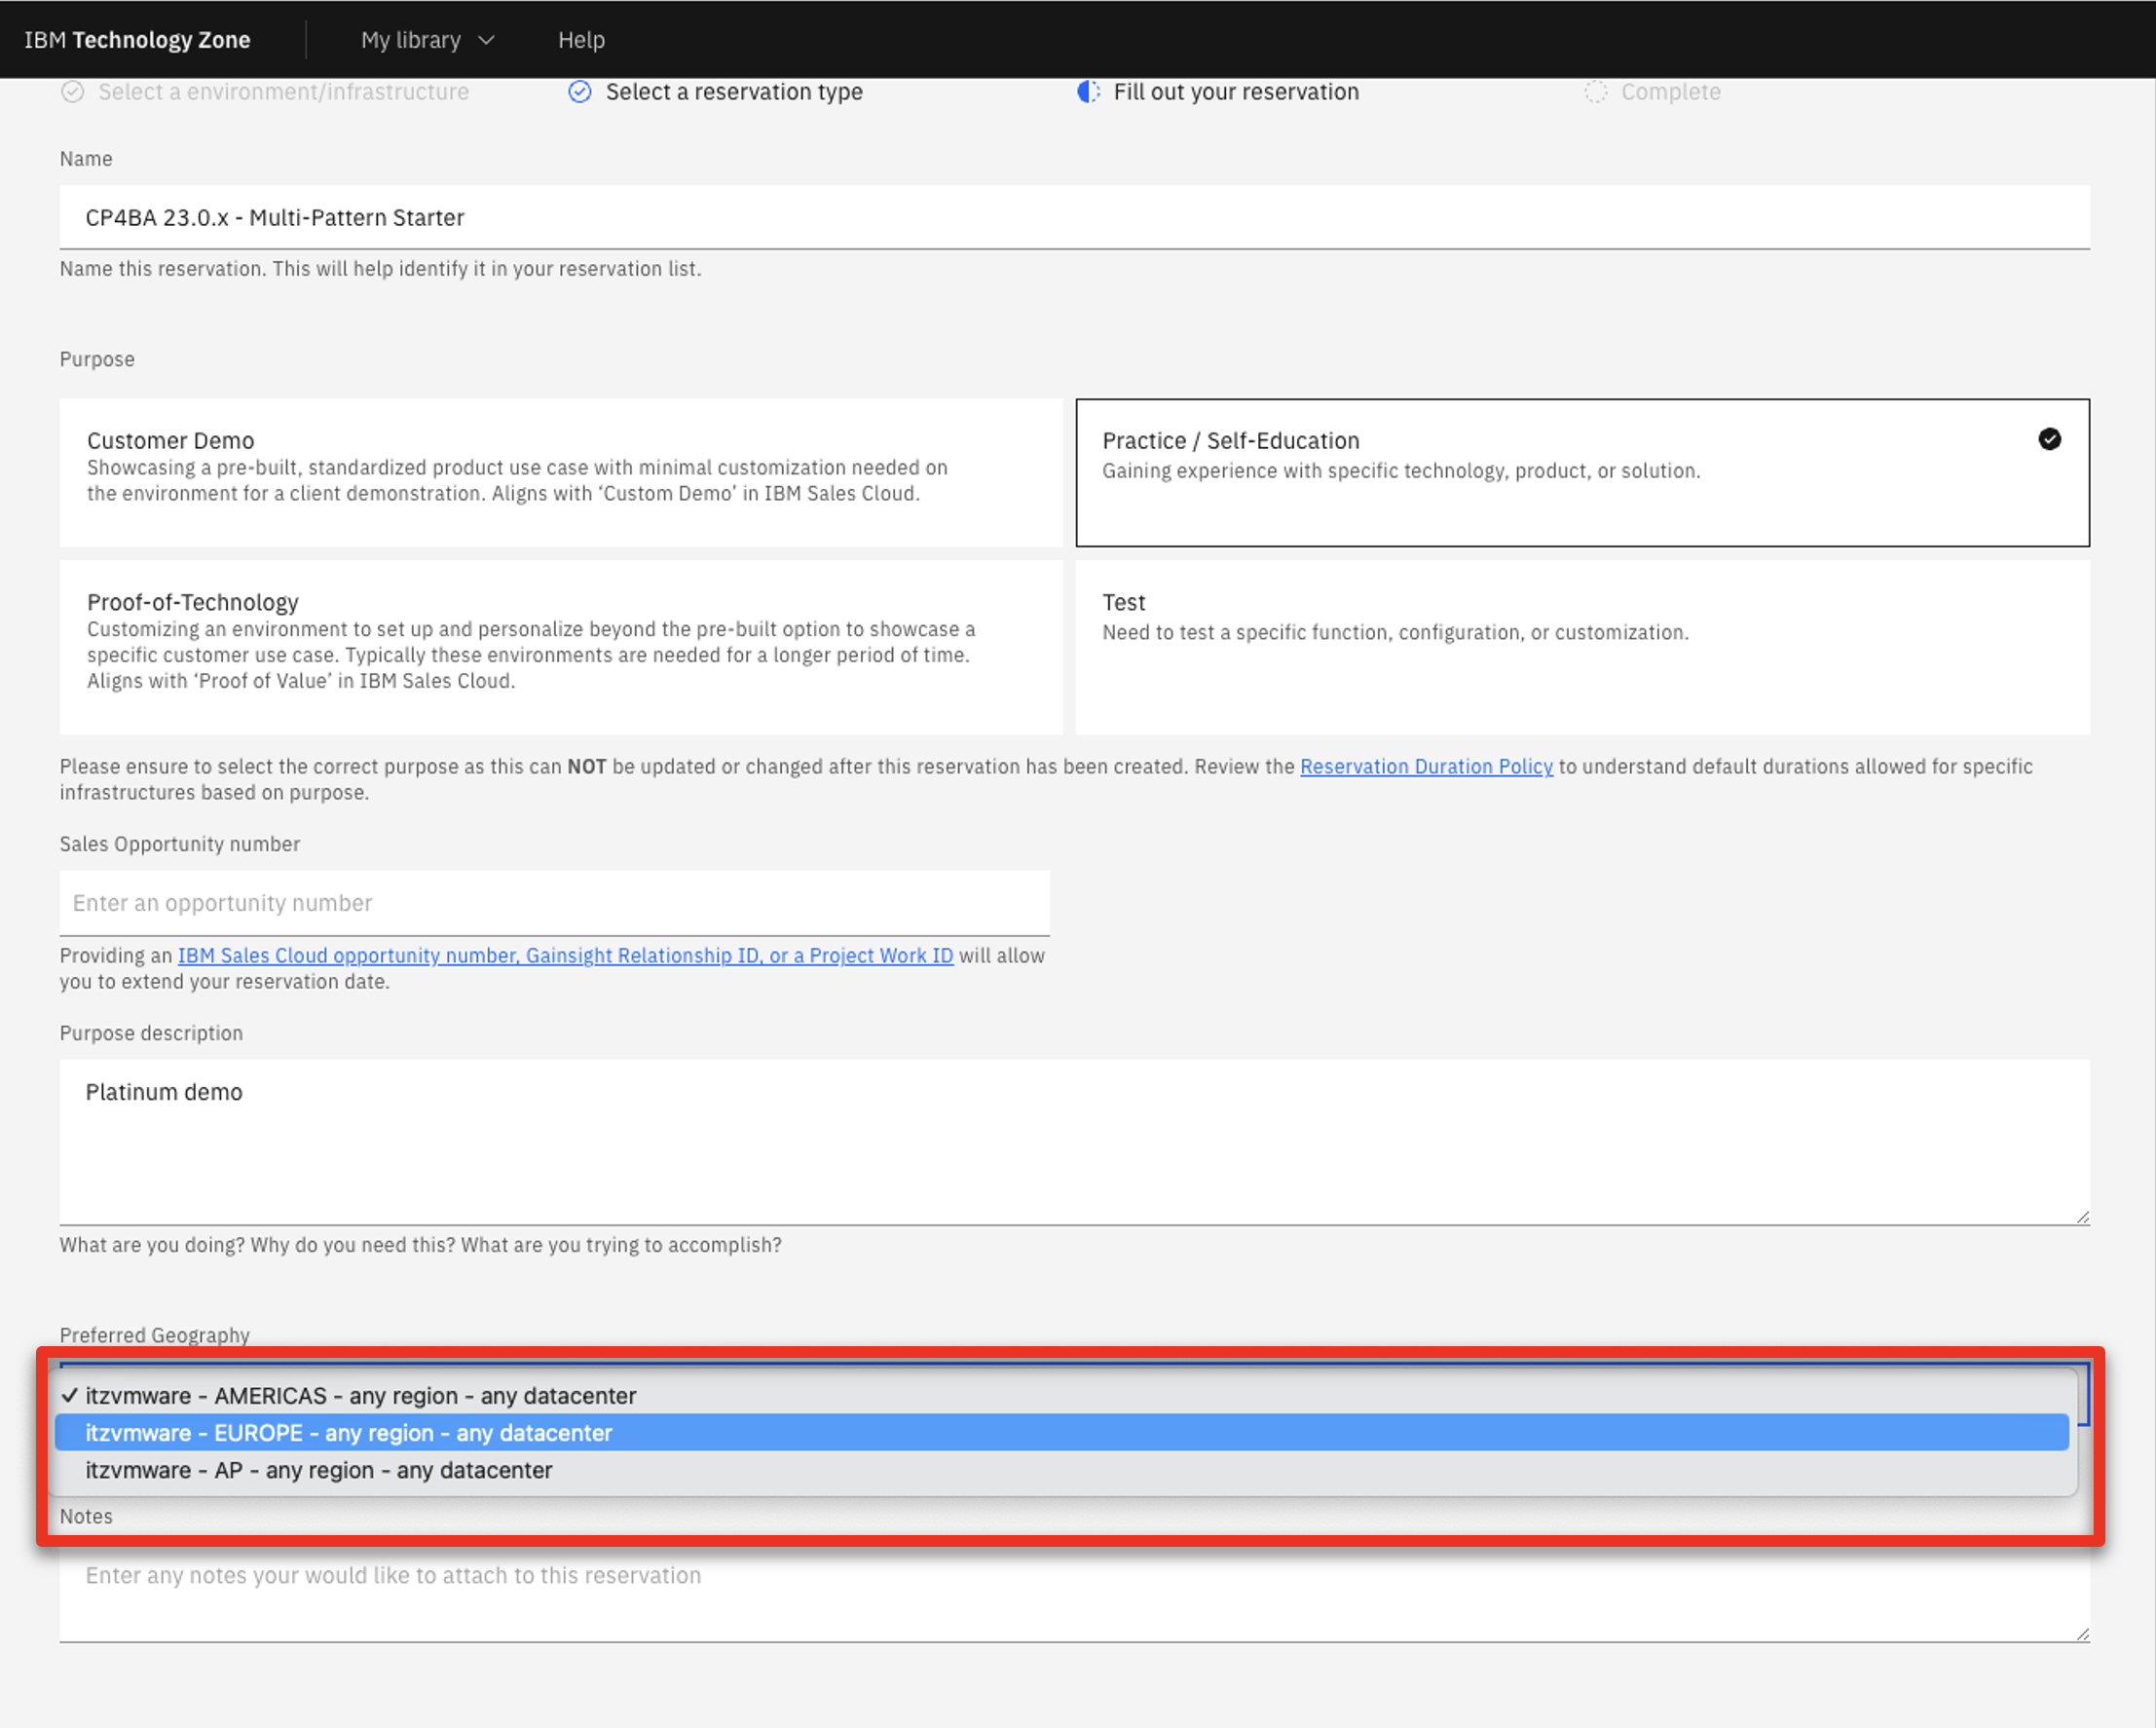 IBM Technology Zone
My library
Help
Select a environment/infrastructure
Select a reservation type
Fill out your reservation
Complete
Name
CP4BA 23.0.x - Multi-Pattern Starter
Name this reservation. This will help identify it in your reservation list.
Purpose
Customer Demo
Showcasing a pre-built, standardized product use case with minimal customization needed on
the environment for a client demonstration. Aligns with ‘Custom Demo’ in IBM Sales Cloud.
Practice / Self-Education
Gaining experience with specific technology, product, or solution.
Proof-of-Technology
Customizing an environment to set up and personalize beyond the pre-built option to showcase a
specific customer use case. Typically these environments are needed for a longer period of time.
Aligns with ‘Proof of Value’ in IBM Sales Cloud.
Test
Need to test a specific function, configuration, or customization.
Please ensure to select the correct purpose as this can NOT be updated or changed after this reservation has been created. Review the Reservation Duration Policy to understand default durations allowed for specific
infrastructures based on purpose.
Sales Opportunity number
Enter an opportunity number
Providing an IBM Sales Cloud opportunity number, Gainsight Relationship ID, or a Project Work ID will allow
you to extend your reservation date.
Purpose description
Platinum demo
What are you doing? Why do you need this? What are you trying to accomplish?
Preferred Geography
itzvmware - AMERICAS - any region - any datacenter
itzvmware - EUROPE - any region - any datacenter
itzvmware - AP - any region - any datacenter
Notes
Enter any notes your would like to attach to this reservation